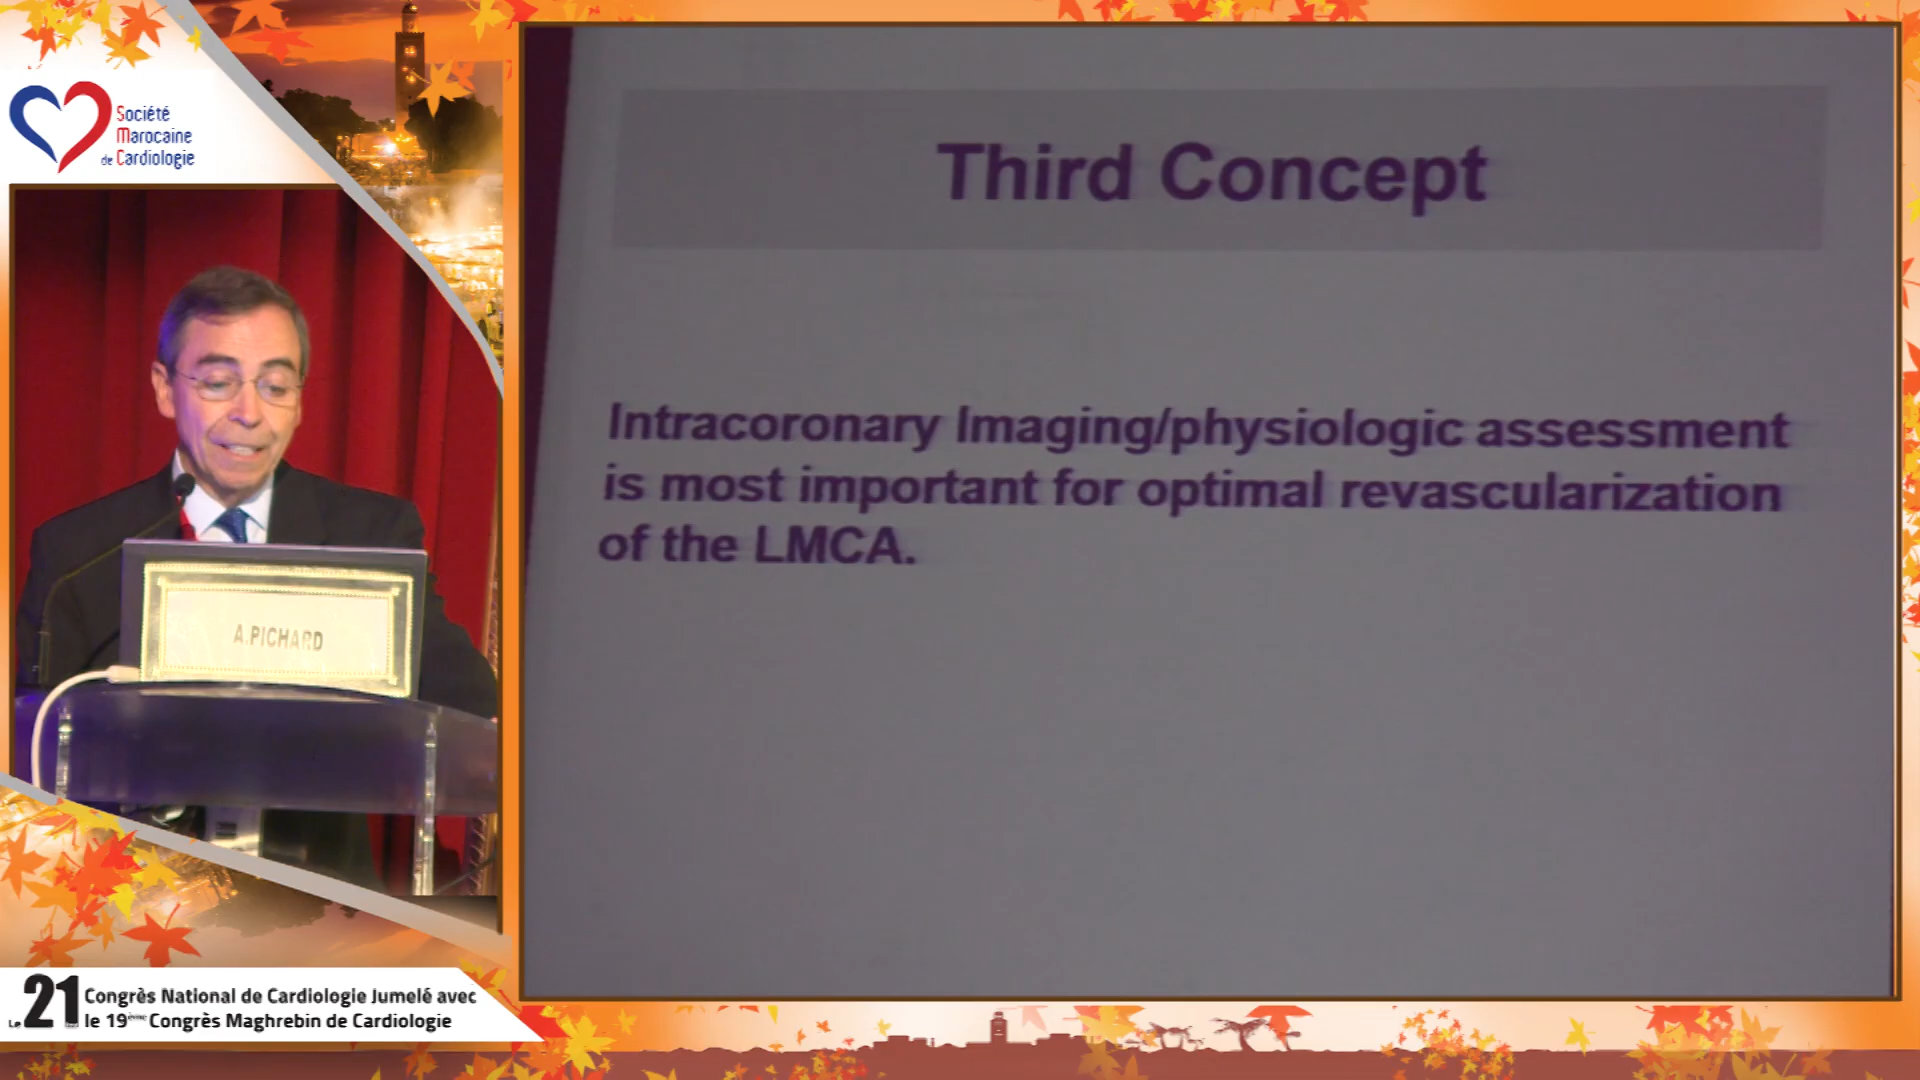 Société
Marocaine
de Cardiologie
A.PICHARD
Le 21 Congrès National de Cardiologie Jumelé avec
le 19ème Congrès Maghrebin de Cardiologie
Third Concept
Intracoronary Imaging/physiologic assessment
is most important for optimal revascularization
of the LMCA.